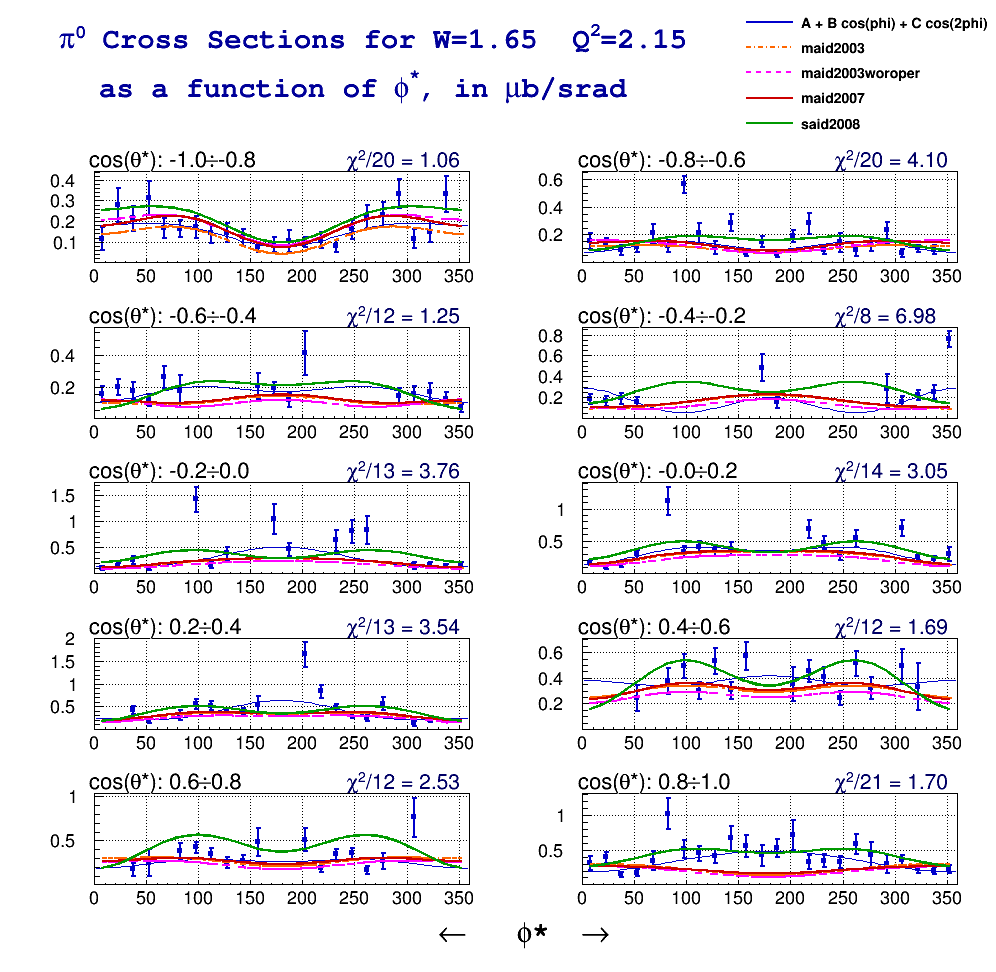 π⁰ Cross Sections for W=1.65 Q²=2.15
as a function of ϕ*, in μb/srad
A + B cos(phi) + C cos(2phi)
maid2003
maid2003woroper
maid2007
said2008
cos(θ*): -1.0÷-0.8 χ²/20 = 1.06
0.4
0.3
0.2
0.1
0 50 100 150 200 250 300 350
cos(θ*): -0.8÷-0.6 χ²/20 = 4.10
0.6
0.4
0.2
0 50 100 150 200 250 300 350
cos(θ*): -0.6÷-0.4 χ²/12 = 1.25
0.4
0.2
0 50 100 150 200 250 300 350
cos(θ*): -0.4÷-0.2 χ²/8 = 6.98
0.8
0.6
0.4
0.2
0 50 100 150 200 250 300 350
cos(θ*): -0.2÷0.0 χ²/13 = 3.76
1.5
1
0.5
0 50 100 150 200 250 300 350
cos(θ*): -0.0÷0.2 χ²/14 = 3.05
1
0.5
0 50 100 150 200 250 300 350
cos(θ*): 0.2÷0.4 χ²/13 = 3.54
2
1.5
1
0.5
0 50 100 150 200 250 300 350
cos(θ*): 0.4÷0.6 χ²/12 = 1.69
0.6
0.4
0.2
0 50 100 150 200 250 300 350
cos(θ*): 0.6÷0.8 χ²/12 = 2.53
1
0.5
0 50 100 150 200 250 300 350
cos(θ*): 0.8÷1.0 χ²/21 = 1.70
1
0.5
0 50 100 150 200 250 300 350
← ϕ* →